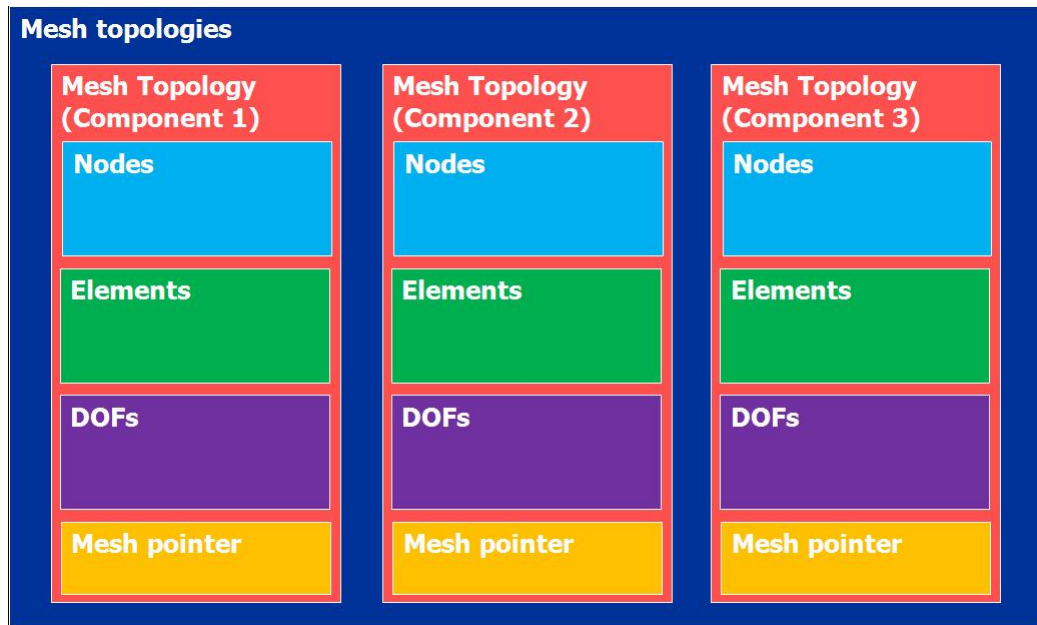 Mesh topologies
Mesh Topology
(Component 1)
Nodes
Elements
DOFs
Mesh pointer
Mesh Topology
(Component 2)
Nodes
Elements
DOFs
Mesh pointer
Mesh Topology
(Component 3)
Nodes
Elements
DOFs
Mesh pointer